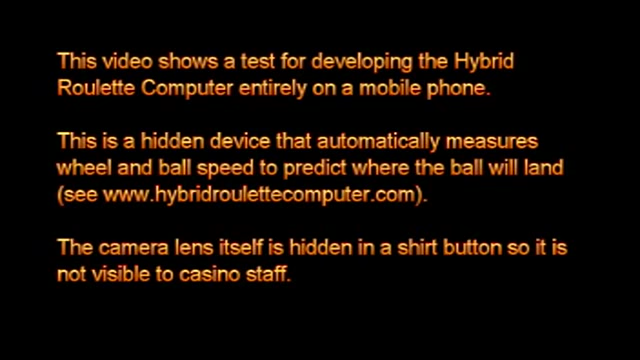 This video shows a test for developing the Hybrid
Roulette Computer entirely on a mobile phone.
This is a hidden device that automatically measures
wheel and ball speed to predict where the ball will land
(see www.hybridroulettecomputer.com).
The camera lens itself is hidden in a shirt button so it is
not visible to casino staff.